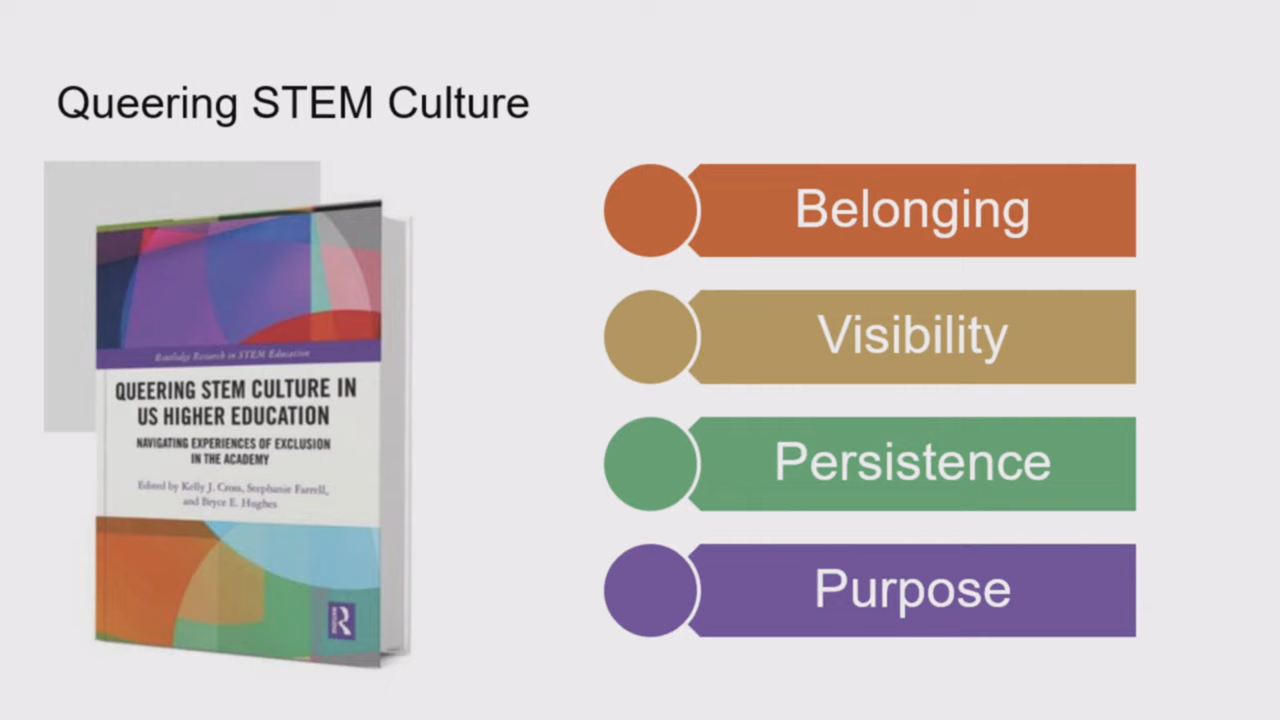 Queering STEM Culture
Routledge Research in STEM Education
QUEERING STEM CULTURE IN
US HIGHER EDUCATION
NAVIGATING EXPERIENCES OF EXCLUSION
IN THE ACADEMY
Edited by Kelly J. Cross, Stephanie Farrell,
and Bryce E. Hughes
R
Belonging
Visibility
Persistence
Purpose